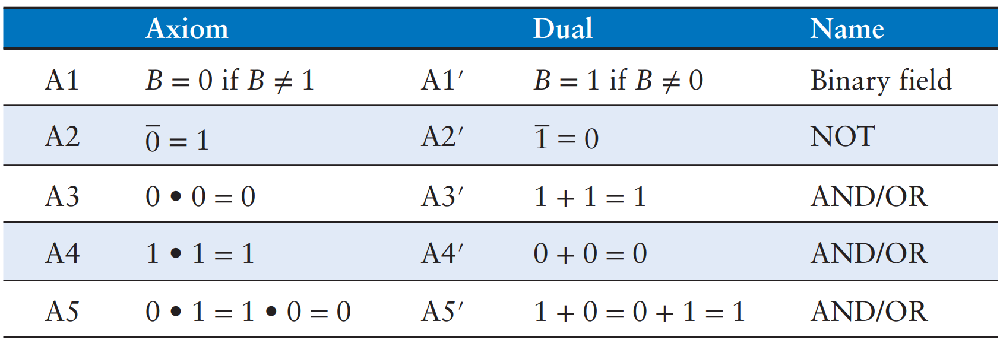 Axiom Dual Name
A1 B = 0 if B ≠ 1 A1′ B = 1 if B ≠ 0 Binary field
A2 0̅ = 1 A2′ 1̅ = 0 NOT
A3 0 • 0 = 0 A3′ 1 + 1 = 1 AND/OR
A4 1 • 1 = 1 A4′ 0 + 0 = 0 AND/OR
A5 0 • 1 = 1 • 0 = 0 A5′ 1 + 0 = 0 + 1 = 1 AND/OR